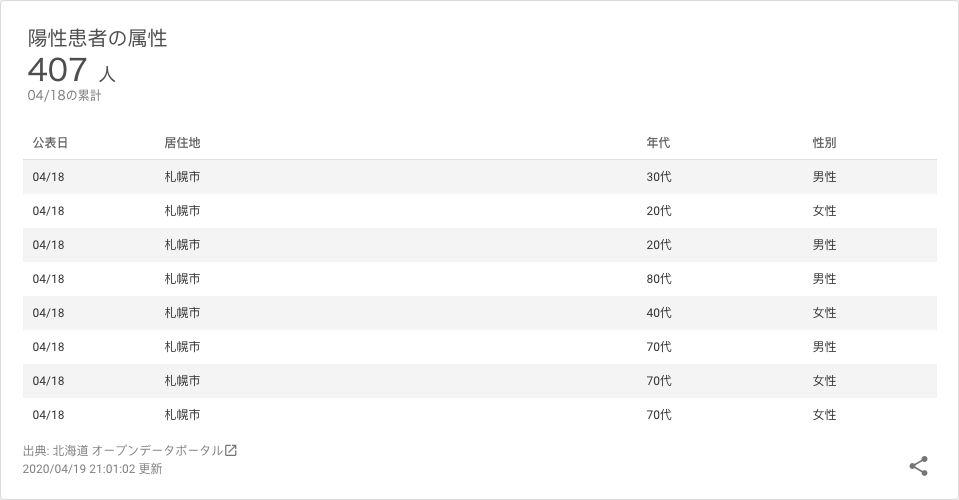 陽性患者の属性
407 人
04/18の累計
公表日 居住地 年代 性別
04/18 札幌市 30代 男性
04/18 札幌市 20代 女性
04/18 札幌市 20代 男性
04/18 札幌市 80代 男性
04/18 札幌市 40代 女性
04/18 札幌市 70代 男性
04/18 札幌市 70代 女性
04/18 札幌市 70代 女性
出典: 北海道 オープンデータポータル
2020/04/19 21:01:02 更新